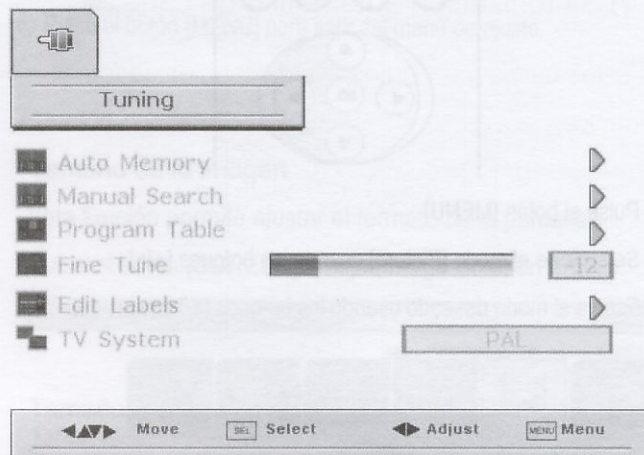 Tuning
Auto Memory
Manual Search
Program Table
Fine Tune -12
Edit Labels
TV System PAL
Move SEL Select Adjust MENU Menu